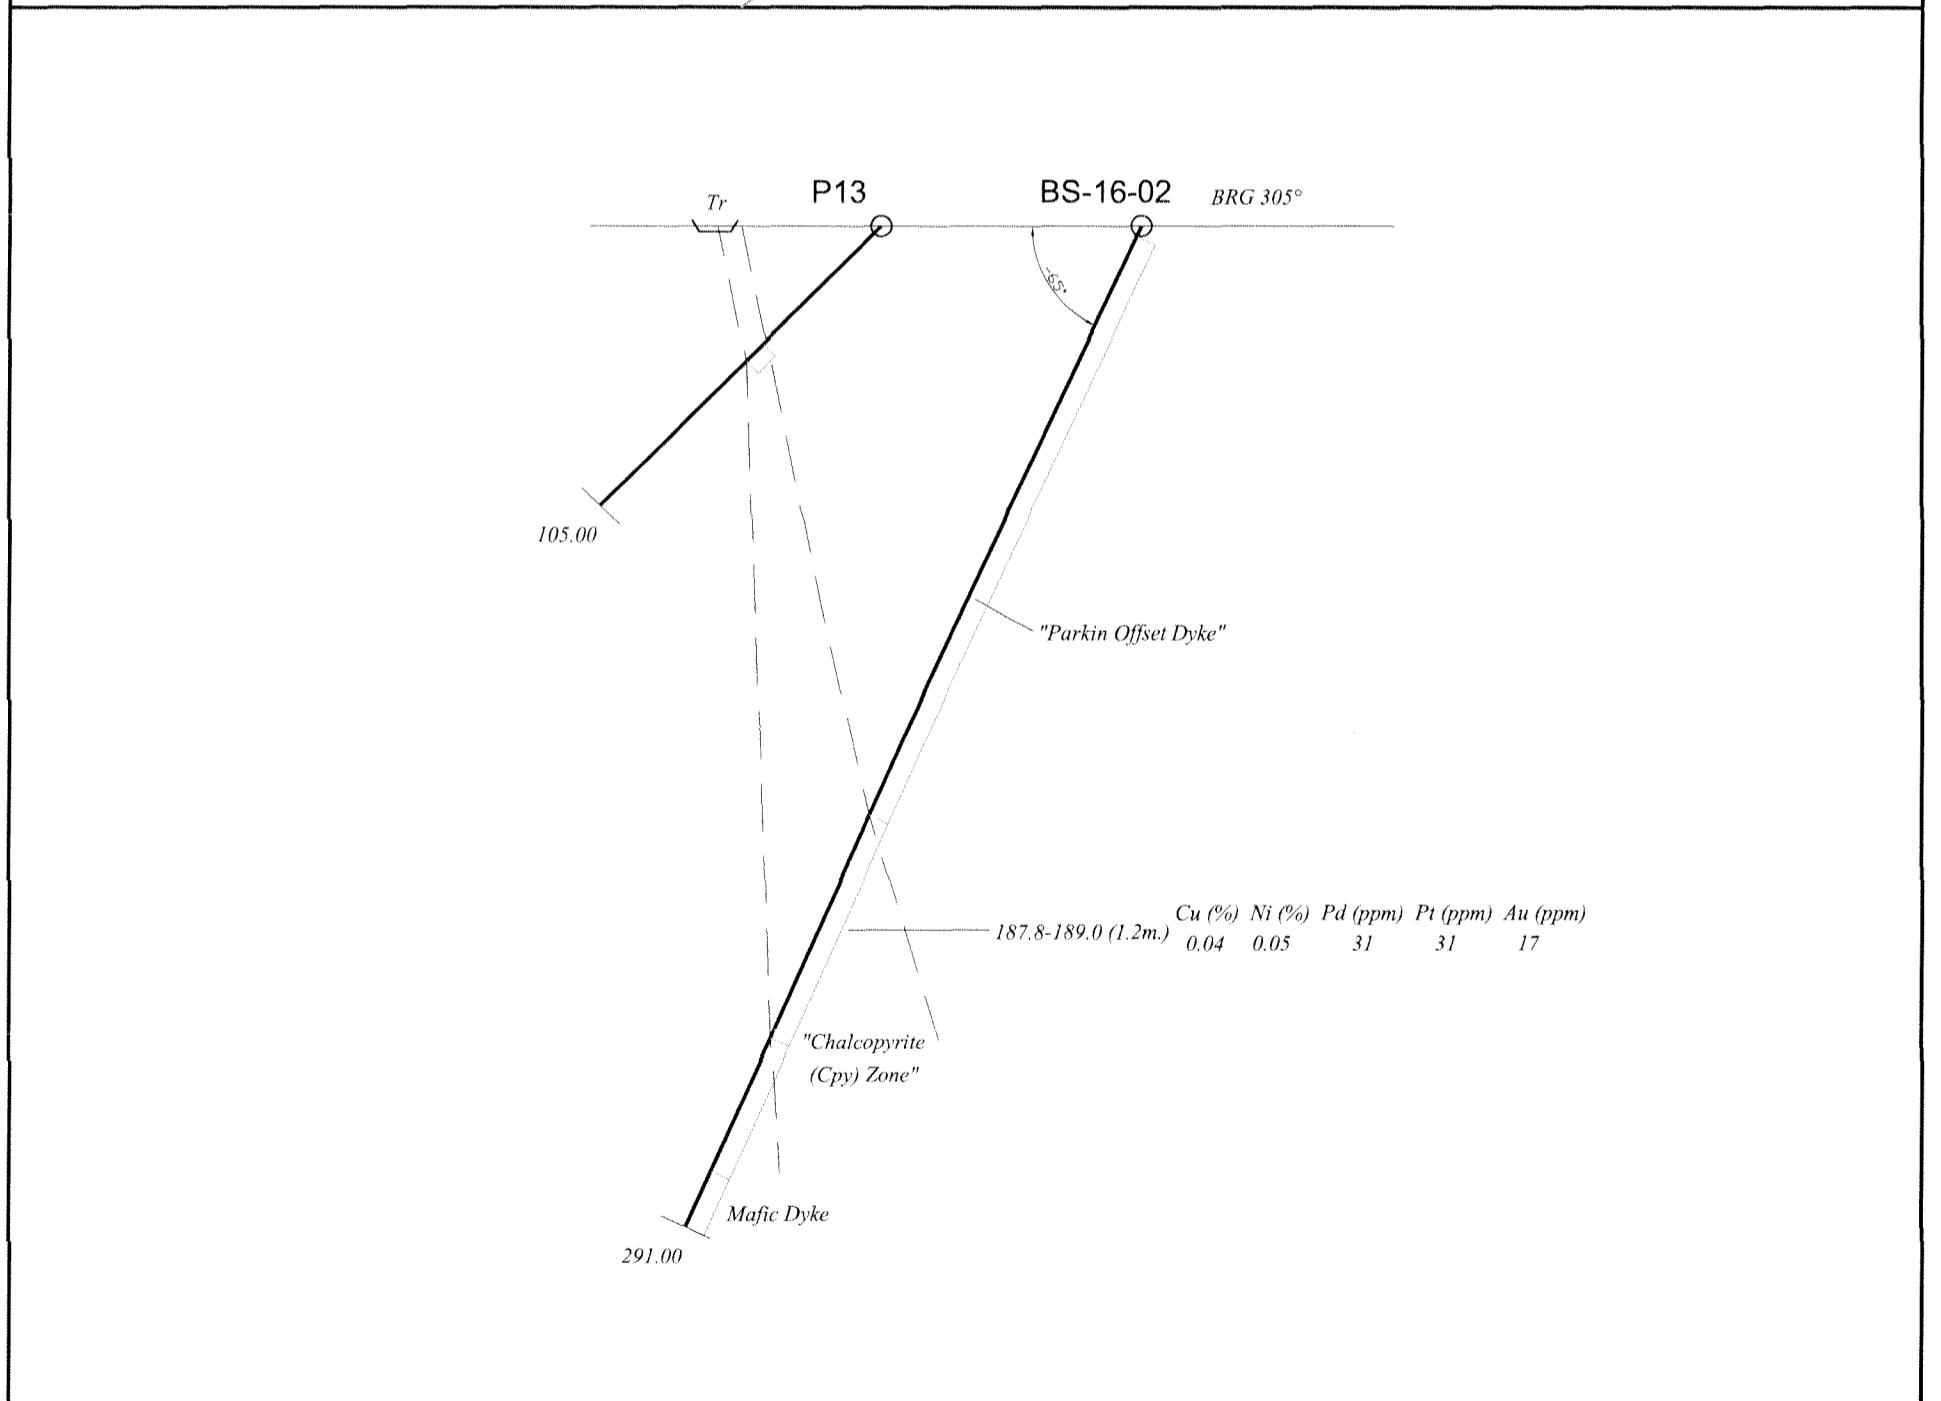 Tr
P13
BS-16-02
BRG 305°
-65°
105.00
"Parkin Offset Dyke"
Cu (%) Ni (%) Pd (ppm) Pt (ppm) Au (ppm)
187.8-189.0 (1.2m.) 0.04 0.05 31 31 17
"Chalcopyrite
(Cpy) Zone"
Mafic Dyke
291.00